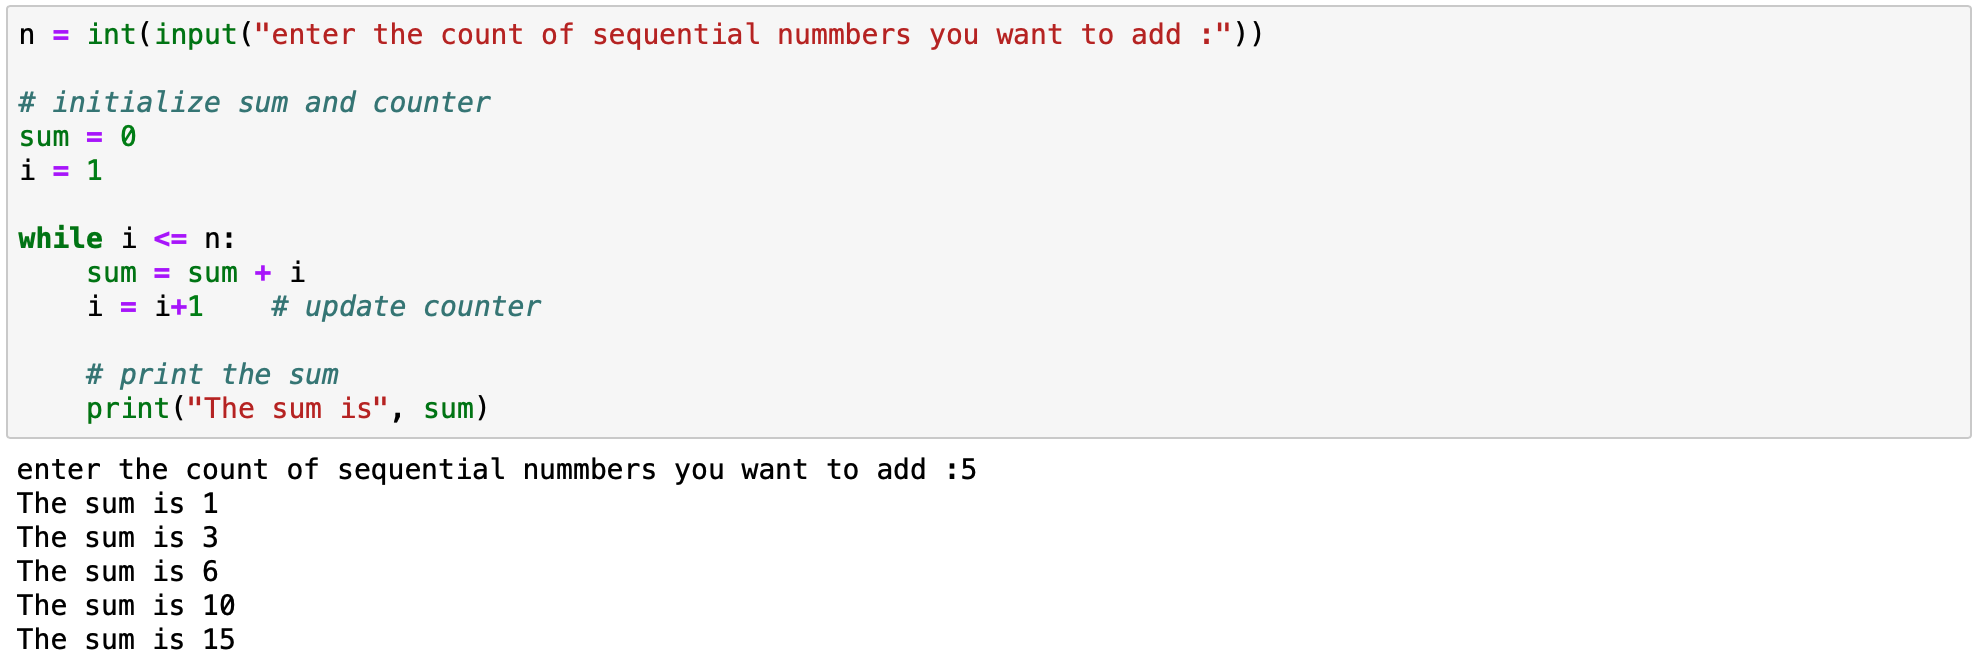 n = int(input("enter the count of sequential nummbers you want to add :"))
# initialize sum and counter
sum = 0
i = 1
while i <= n:
    sum = sum + i
    i = i+1    # update counter
    # print the sum
    print("The sum is", sum)
enter the count of sequential nummbers you want to add :5
The sum is 1
The sum is 3
The sum is 6
The sum is 10
The sum is 15